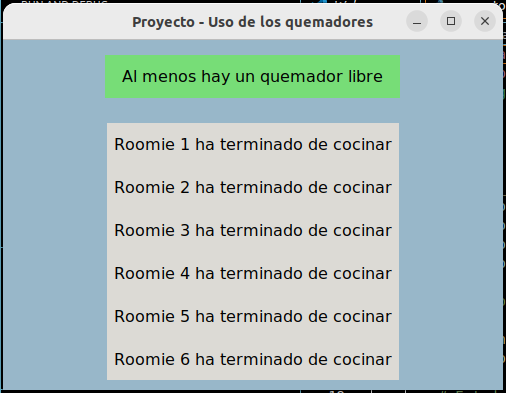 Proyecto - Uso de los quemadores
Al menos hay un quemador libre
Roomie 1 ha terminado de cocinar
Roomie 2 ha terminado de cocinar
Roomie 3 ha terminado de cocinar
Roomie 4 ha terminado de cocinar
Roomie 5 ha terminado de cocinar
Roomie 6 ha terminado de cocinar